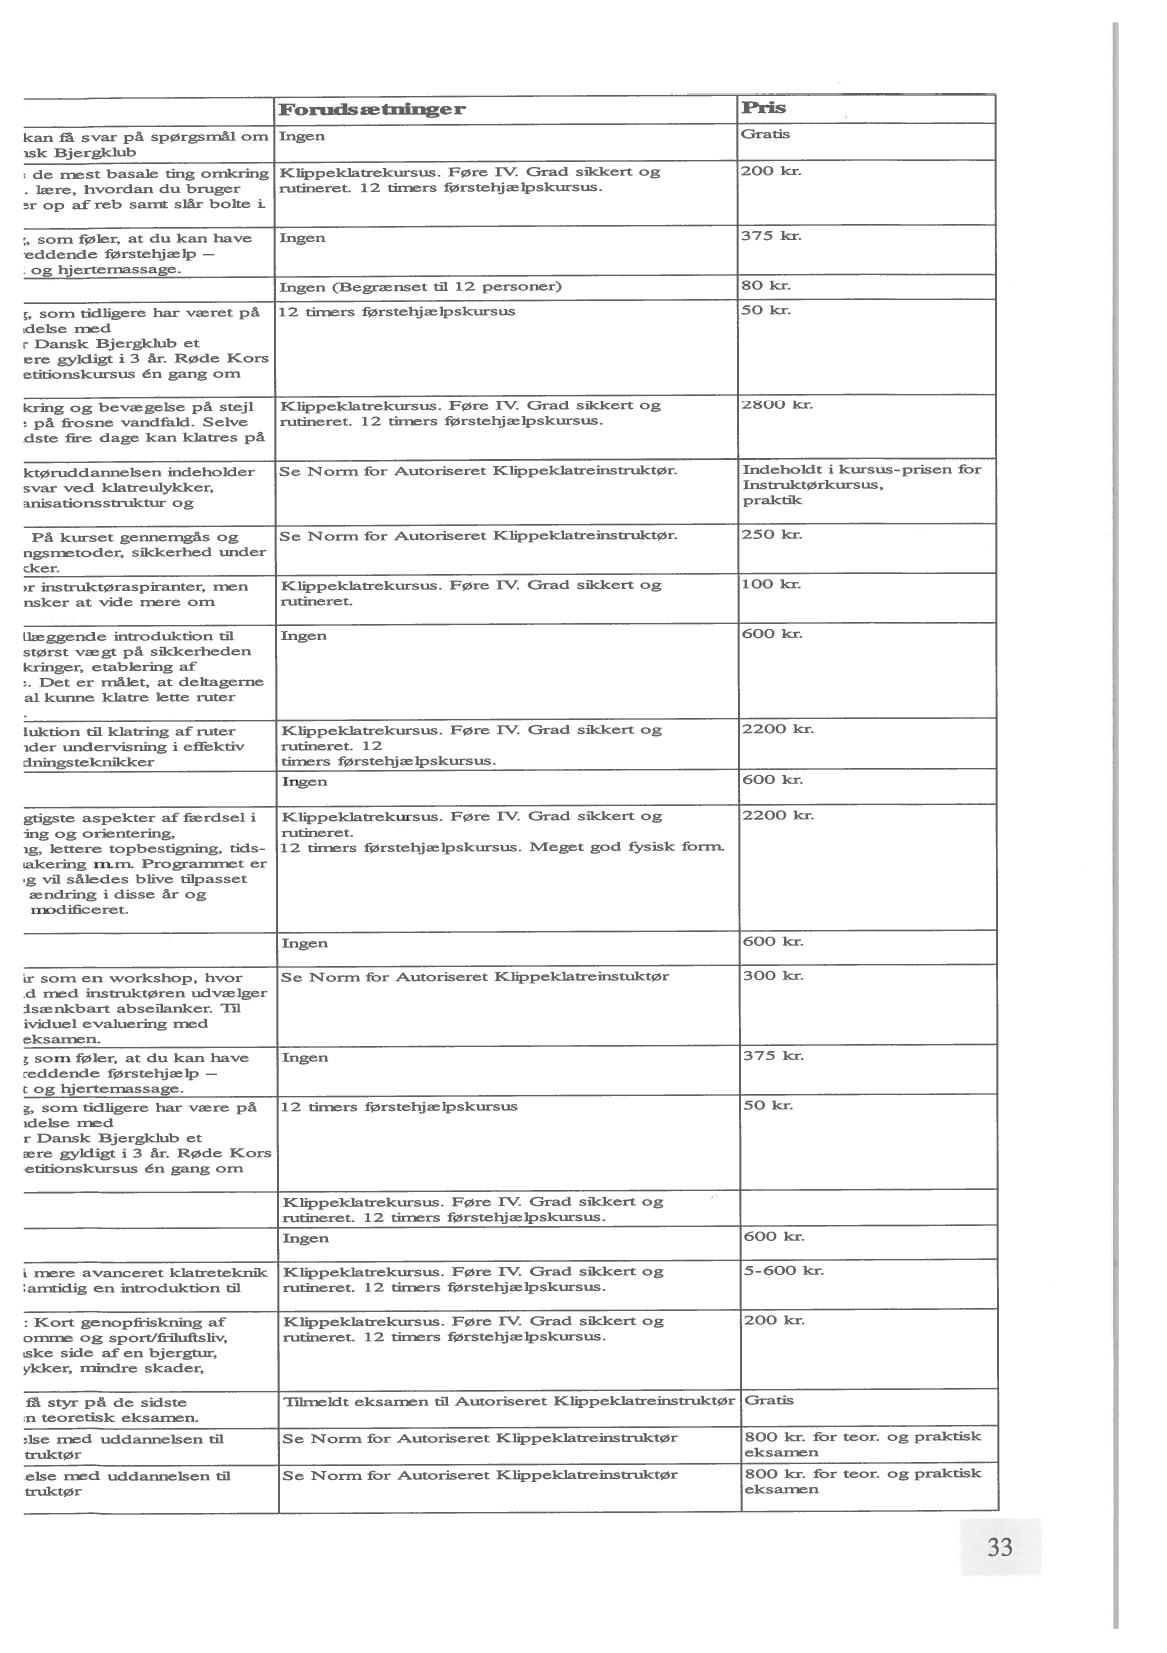 Forudsætninger
Pris
kan få svar på spørgsmål om
Ingen
Gratis
Bjergklub
de mest basale ting omkring
Klippeklatrekursus. Føre IV. Grad sikkert og
200 kr.
. lære, hvordan du bruger
rutineret. 12 timers førstehjælpskursus.
op af reb samt slår bolte i.
som føler, at du kan have
Ingen
375 kr.
førstehjælp –
og hjertemassage.
Ingen (Begrænset til 12 personer)
80 kr.
som tidligere har været på
12 timers førstehjælpskursus
50 kr.
delse med
r Dansk Bjergklub et
ære gyldigt i 3 år. Røde Kors
etitionskursus én gang om
kring og bevægelse på stejl
Klippeklatrekursus. Føre IV. Grad sikkert og
2800 kr.
på frosne vandfald. Selve
rutineret. 12 timers førstehjælpskursus.
dste fire dage kan klatres på
ktøruddannelsen indeholder
Se Norm for Autoriseret Klippeklatreinstruktør.
Indeholdt i kursus-prisen for
svar ved klatreulykker,
Instruktørkursus,
anisationsstruktur og
praktik
På kurset gennemgås og
Se Norm for Autoriseret Klippeklatreinstruktør.
250 kr.
ngsmetoder, sikkerhed under
cker.
r instruktøraspiranter, men
Klippeklatrekursus. Føre IV. Grad sikkert og
100 kr.
nsker at vide mere om
rutineret.
læggende introduktion til
Ingen
600 kr.
størst vægt på sikkerheden
kringer, etablering af
. Det er målet, at deltagerne
al kunne klatre lette ruter
.
luktion til klatring af ruter
Klippeklatrekursus. Føre IV. Grad sikkert og
2200 kr.
der undervisning i effektiv
rutineret. 12
dningsteknikker
timers førstehjælpskursus.
Ingen
600 kr.
gtigste aspekter af færdsel i
Klippeklatrekursus. Føre IV. Grad sikkert og
2200 kr.
ing og orientering,
rutineret.
ng, lettere topbestigning, tids-
12 timers førstehjælpskursus. Meget god fysisk form.
akering m.m. Programmet er
g vil således blive tilpasset
ændring i disse år og
modificeret.
Ingen
600 kr.
ir som en workshop, hvor
Se Norm for Autoriseret Klippeklatreinstuktør
300 kr.
d med instruktøren udvælger
dsænkbart abseilanker. Til
ividuel evaluering med
eksamen.
g som føler, at du kan have
Ingen
375 kr.
reddende førstehjælp –
t og hjertemassage.
g, som tidligere har være på
12 timers førstehjælpskursus
50 kr.
delse med
r Dansk Bjergklub et
ære gyldigt i 3 år. Røde Kors
etitionskursus én gang om
Klippeklatrekursus. Føre IV. Grad sikkert og
rutineret. 12 timers førstehjælpskursus.
Ingen
600 kr.
i mere avanceret klatreteknik
Klippeklatrekursus. Føre IV. Grad sikkert og
5-600 kr.
amtidig en introduktion til
rutineret. 12 timers førstehjælpskursus.
: Kort genopfriskning af
Klippeklatrekursus. Føre IV. Grad sikkert og
200 kr.
omme og sport/friluftsliv,
rutineret. 12 timers førstehjælpskursus.
ske side af en bjergtur,
ykker, mindre skader,
få styr på de sidste
Tilmeldt eksamen til Autoriseret Klippeklatreinstruktør
Gratis
n teoretisk eksamen.
lse med uddannelsen til
Se Norm for Autoriseret Klippeklatreinstruktør
800 kr. for teor. og praktisk
truktør
eksamen
else med uddannelsen til
Se Norm for Autoriseret Klippeklatreinstruktør
800 kr. for teor. og praktisk
truktør
eksamen
33